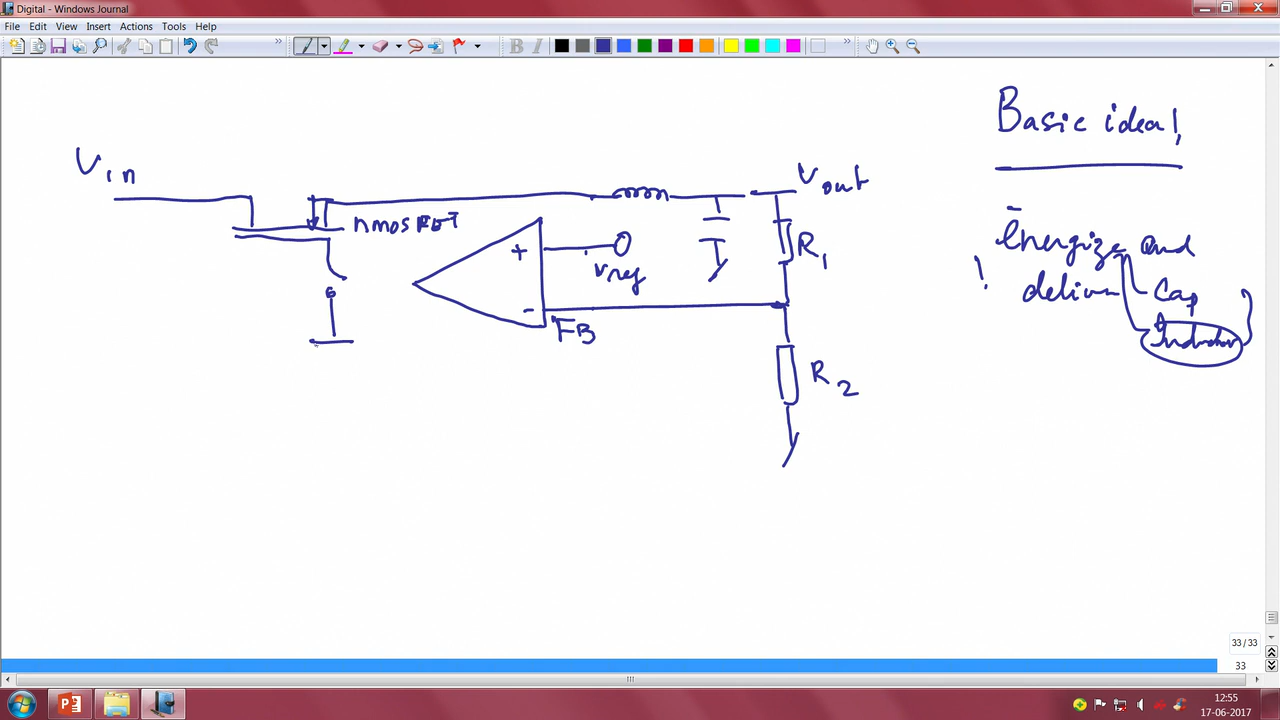 Digital - Windows Journal
File Edit View Insert Actions Tools Help
Basic idea!
Vin
Vout
nmosFET
+
Vref
R1
Energize and
deliver
Cap
Inductor
G
-
FB
R2
33 / 33
33
12:55
17-06-2017